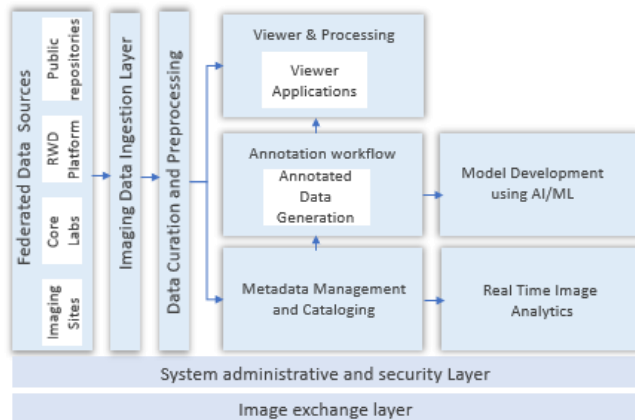 Federated Data Sources
Public
repositories
RWD
Platform
Core
Labs
Imaging
Sites
Imaging Data Ingestion Layer
Data Curation and Preprocessing
Viewer & Processing
Viewer
Applications
Annotation workflow
Annotated
Data
Generation
Model Development
using AI/ML
Metadata Management
and Cataloging
Real Time Image
Analytics
System administrative and security Layer
Image exchange layer